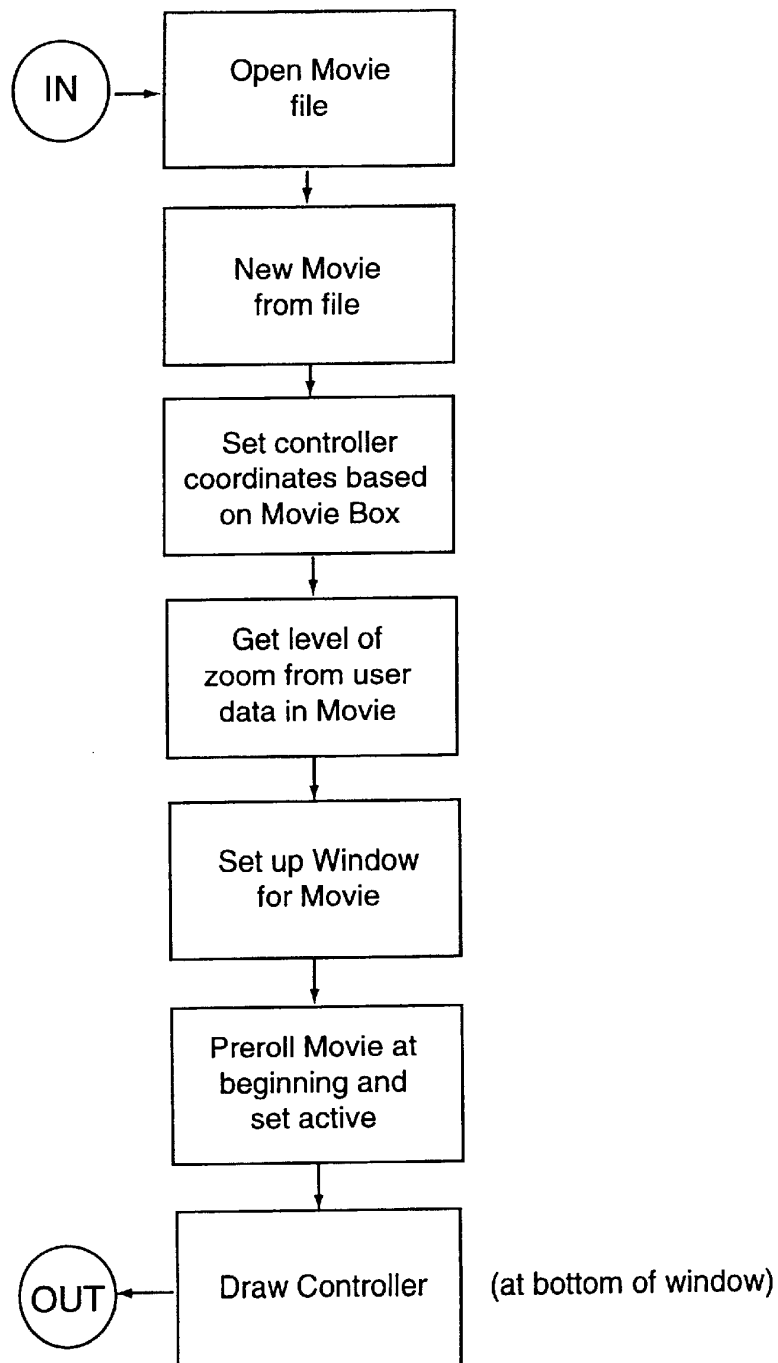 IN
Open Movie
file
New Movie
from file
Set controller
coordinates based
on Movie Box
Get level of
zoom from user
data in Movie
Set up Window
for Movie
Preroll Movie at
beginning and
set active
OUT
Draw Controller
(at bottom of window)